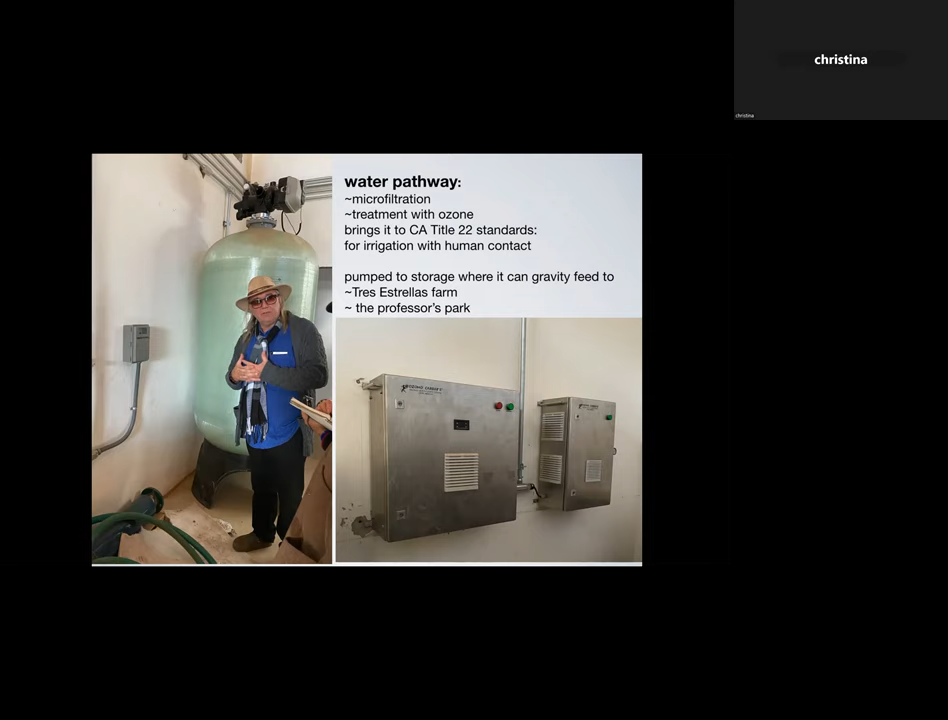 christina
christina
water pathway:
~microfiltration
~treatment with ozone
brings it to CA Title 22 standards:
for irrigation with human contact
pumped to storage where it can gravity feed to
~Tres Estrellas farm
~ the professor's park